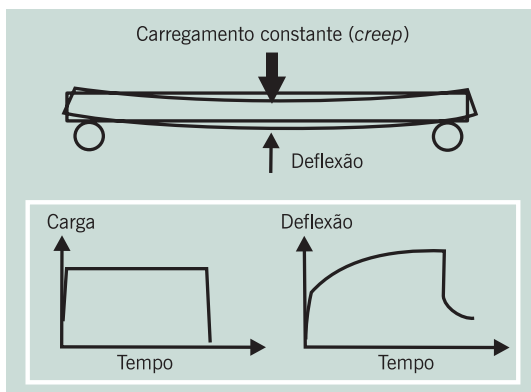 Carregamento constante (creep)
Deflexão
Carga
Deflexão
Tempo
Tempo